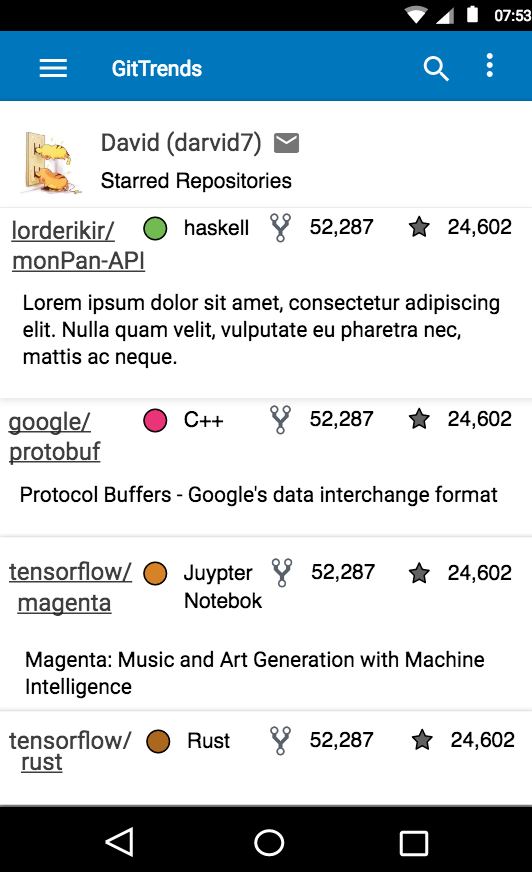 07:53
GitTrends
David (darvid7)
Starred Repositories
lorderikir/ haskell 52,287 24,602
monPan-API
Lorem ipsum dolor sit amet, consectetur adipiscing
elit. Nulla quam velit, vulputate eu pharetra nec,
mattis ac neque.
google/ C++ 52,287 24,602
protobuf
Protocol Buffers - Google's data interchange format
tensorflow/ Juypter 52,287 24,602
magenta Notebok
Magenta: Music and Art Generation with Machine
Intelligence
tensorflow/ Rust 52,287 24,602
rust